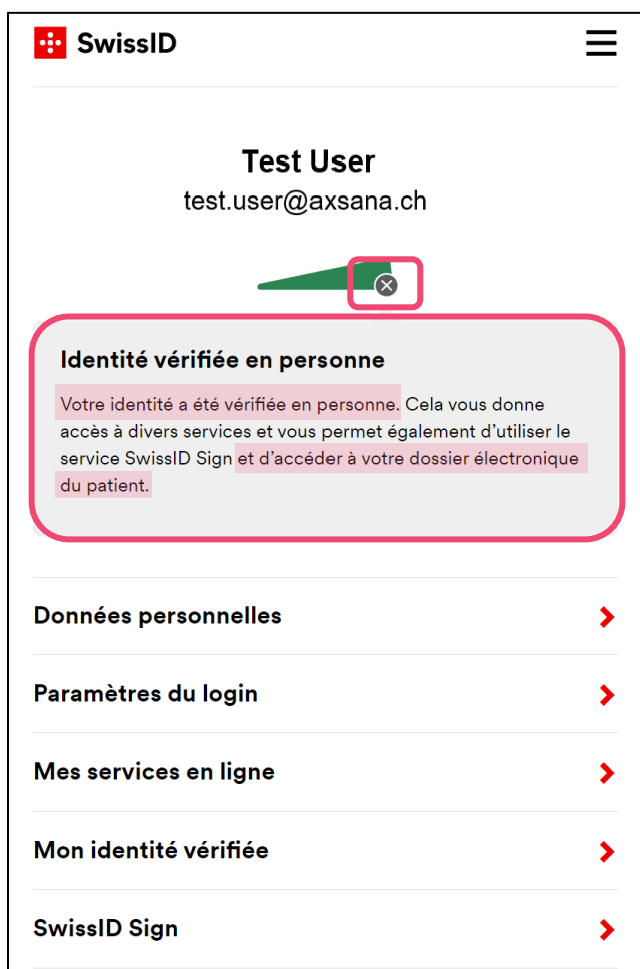 SwissID
Test User
test.user@axsana.ch
Identité vérifiée en personne
Votre identité a été vérifiée en personne. Cela vous donne
accès à divers services et vous permet également d’utiliser le
service SwissID Sign et d’accéder à votre dossier électronique
du patient.
Données personnelles
Paramètres du login
Mes services en ligne
Mon identité vérifiée
SwissID Sign